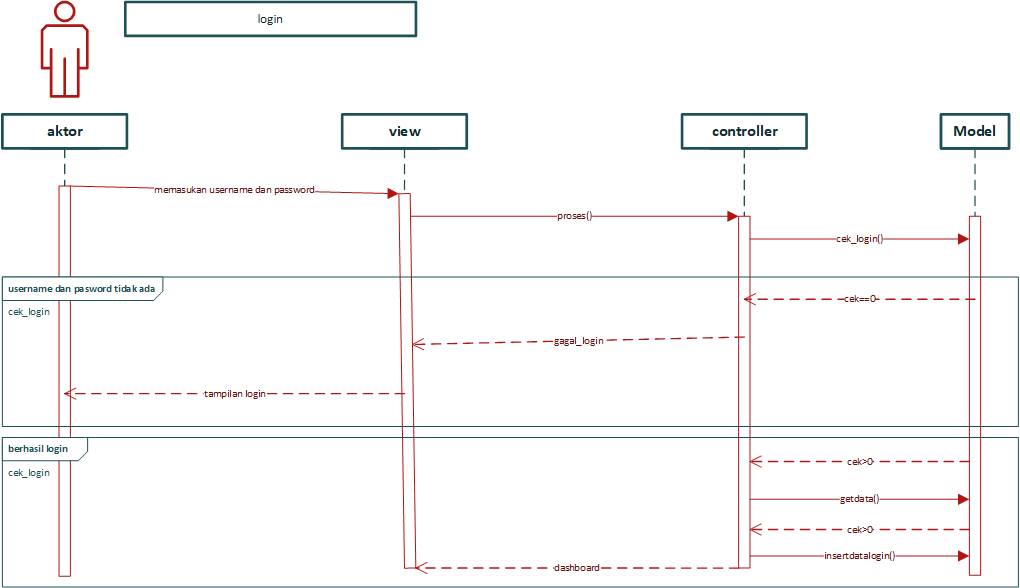 login
aktor
view
controller
Model
memasukan username dan password
proses()
cek_login()
username dan pasword tidak ada
cek_login
cek==0
gagal_login
tampilan login
berhasil login
cek_login
cek>0
getdata()
cek>0
insertdatalogin()
dashboard